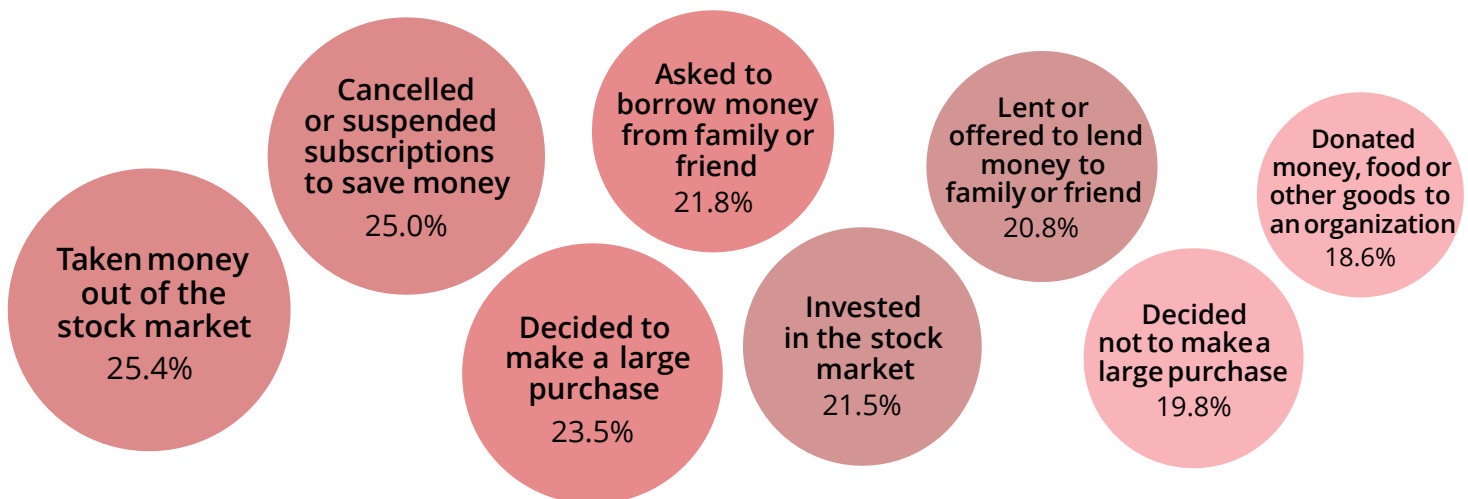 Taken money
out of the
stock market
25.4%
Cancelled
or suspended
subscriptions
to save money
25.0%
Decided to
make a large
purchase
23.5%
Asked to
borrow money
from family or
friend
21.8%
Invested
in the stock
market
21.5%
Lent or
offered to lend
money to
family or friend
20.8%
Decided
not to make a
large purchase
19.8%
Donated
money, food or
other goods to
an organization
18.6%